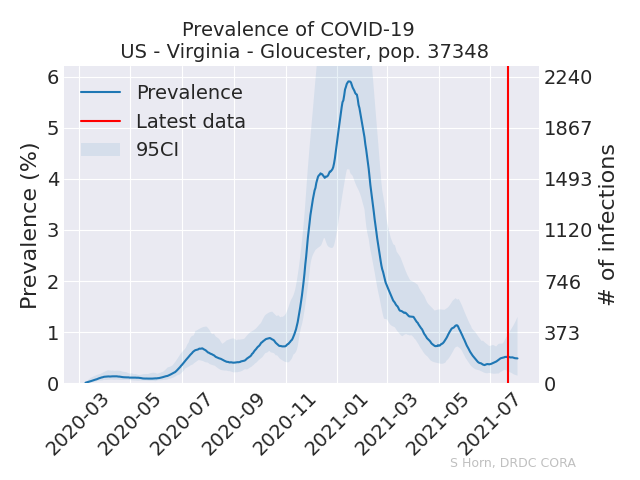 Prevalence of COVID-19
US - Virginia - Gloucester, pop. 37348
Prevalence
Latest data
95CI
Prevalence (%)
6
5
4
3
2
1
0
2240
1867
1493
1120
746
373
0
# of infections
2020-03
2020-05
2020-07
2020-09
2020-11
2021-01
2021-03
2021-05
2021-07
S Horn, DRDC CORA